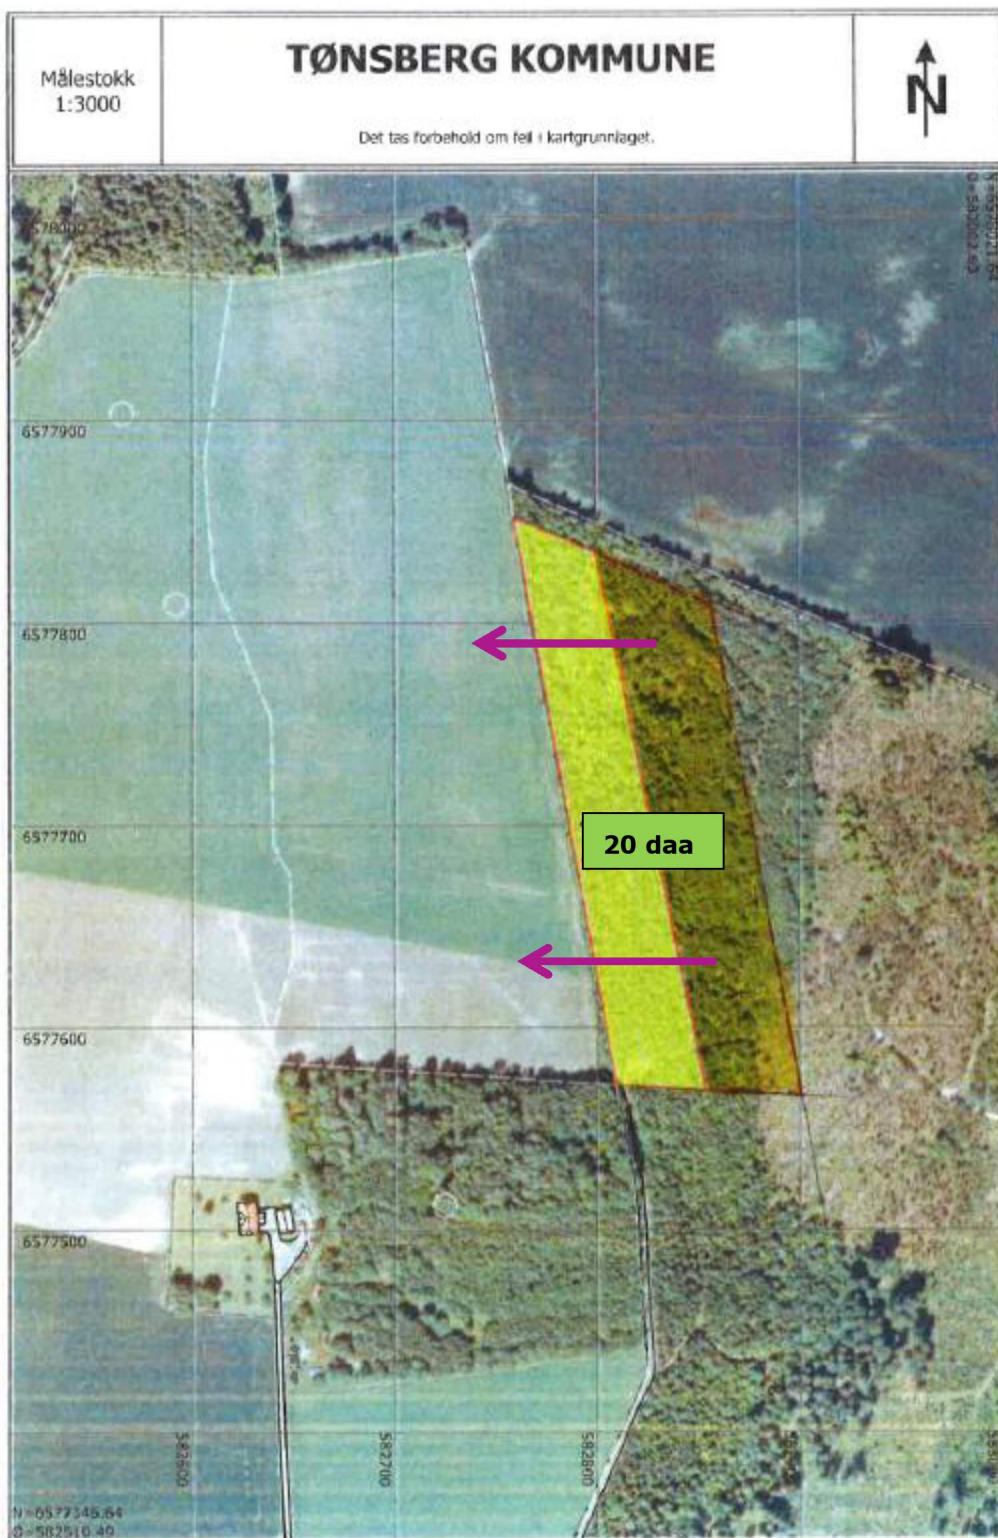 Målestokk
1:3000
TØNSBERG KOMMUNE
Det tas forbehold om feil i kartgrunnlaget.
N
6577900
6577800
20 daa
6577700
6577600
6577500
582600
582700
582800
N=6577346.64
Ø=582510.49